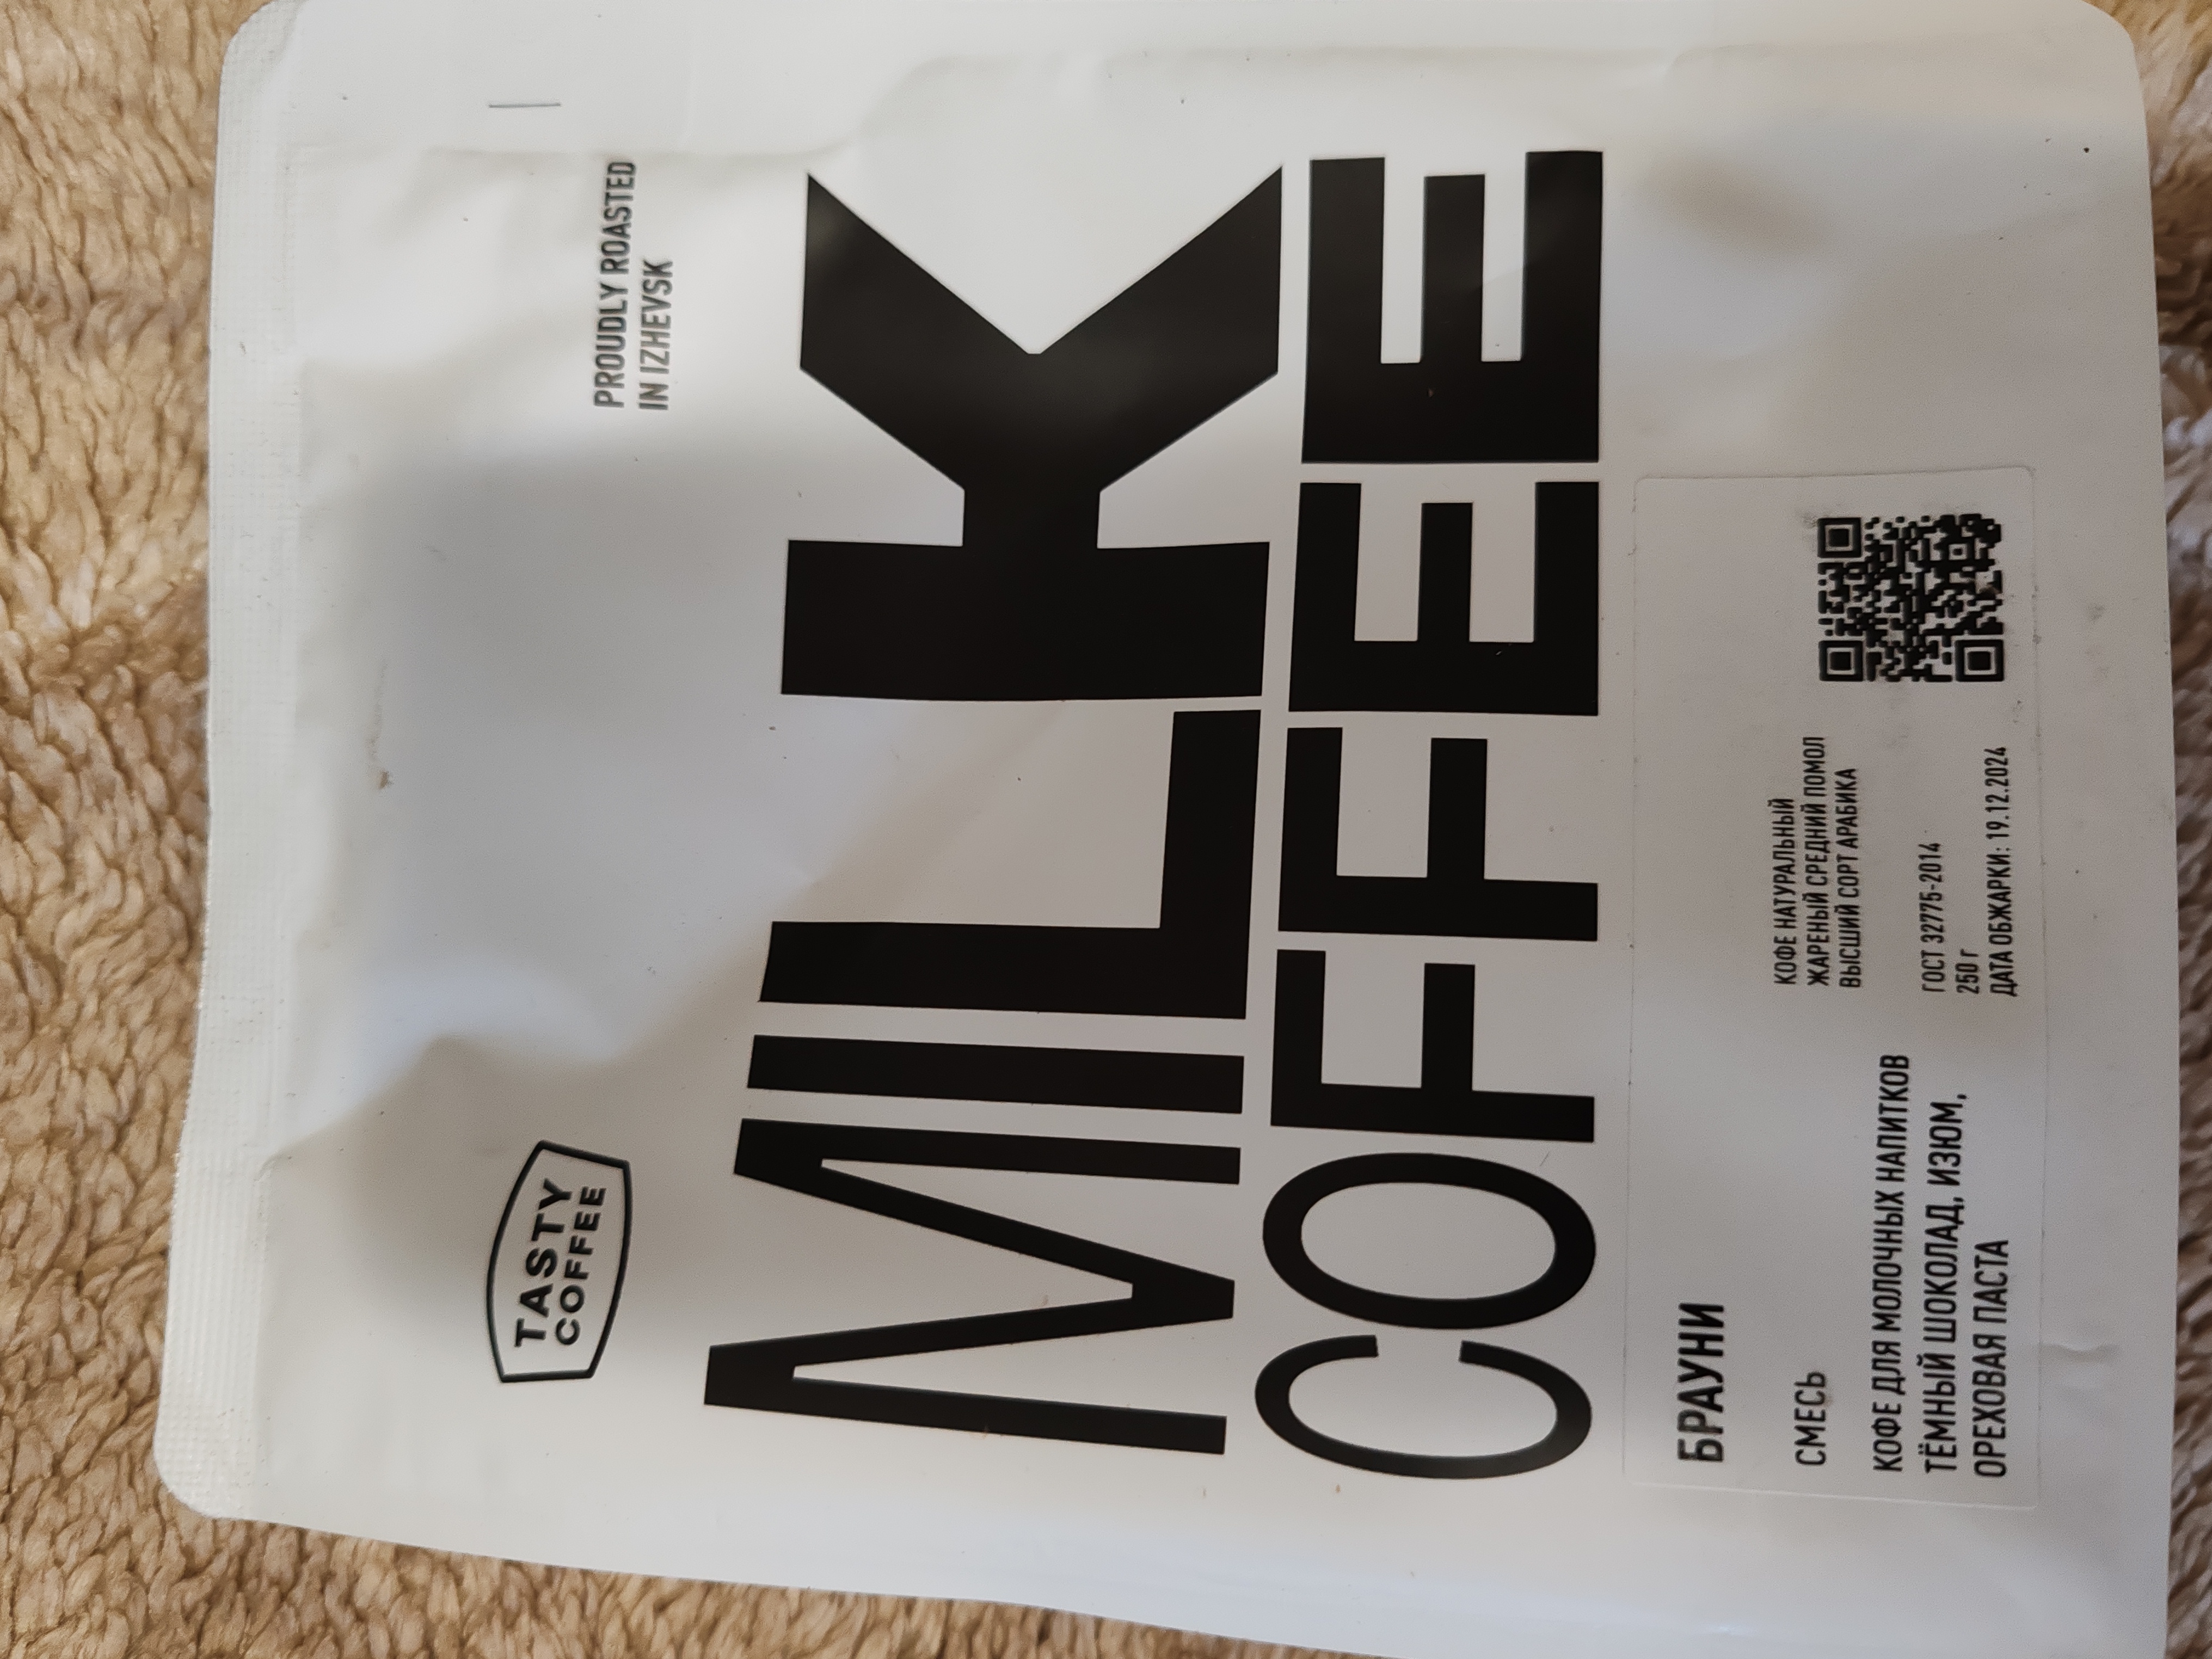 TASTY
COFFEE
PROUDLY ROASTED
IN IZHEVSK
MILK
COFFEE
БРАУНИ
СМЕСЬ
КОФЕ ДЛЯ МОЛОЧНЫХ НАПИТКОВ
ТЁМНЫЙ ШОКОЛАД, ИЗЮМ,
ОРЕХОВАЯ ПАСТА
КОФЕ НАТУРАЛЬНЫЙ
ЖАРЕНЫЙ СРЕДНИЙ ПОМОЛ
ВЫСШИЙ СОРТ АРАБИКА
ГОСТ 32775-2014
250 г
ДАТА ОБЖАРКИ: 19.12.2024